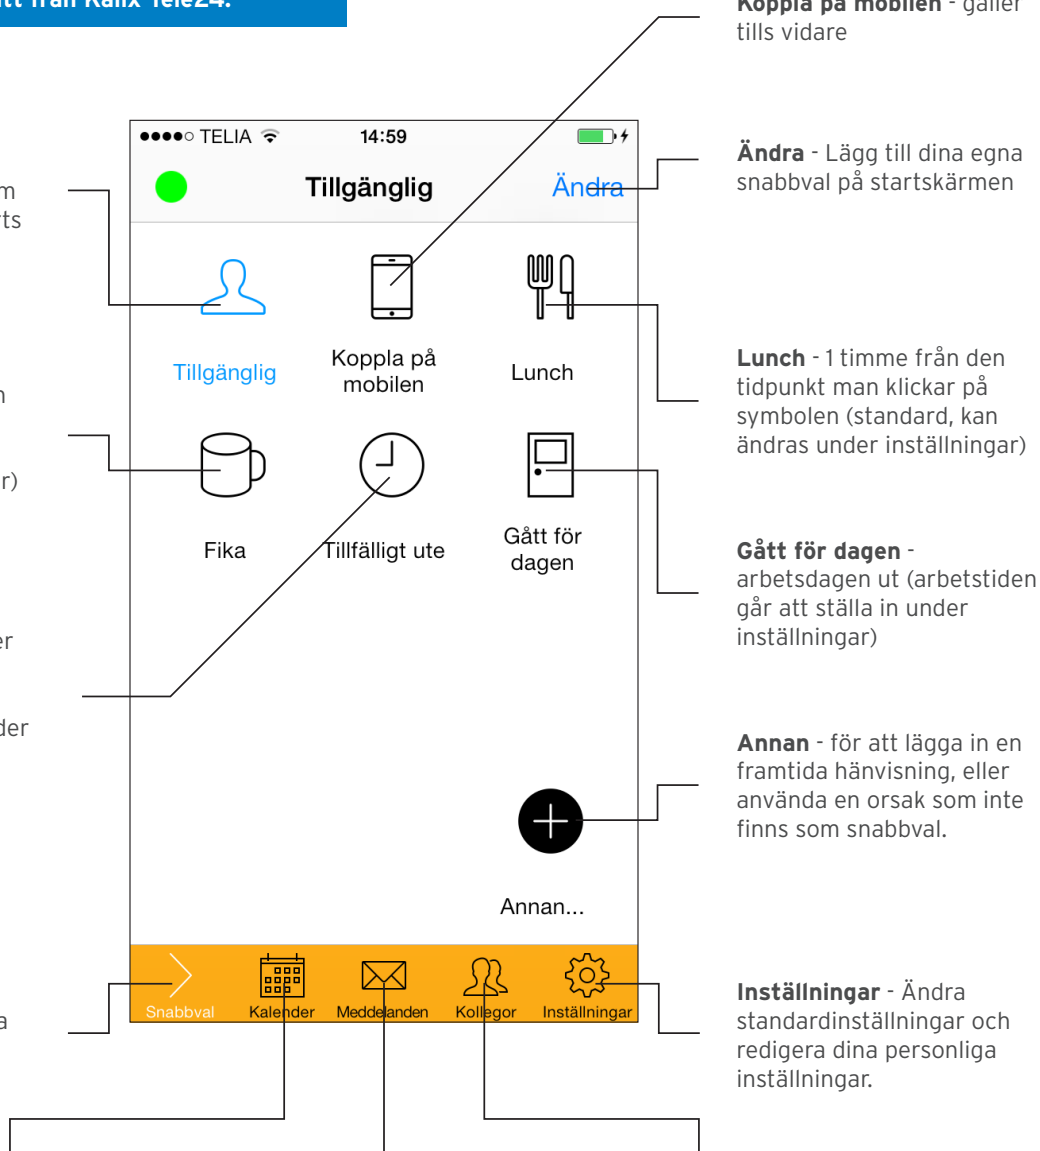 från Kalix Tele24.
Koppla på mobilen - gäller
tills vidare
TELIA 14:59
Tillgänglig Ändra
Ändra - Lägg till dina egna
snabbval på startskärmen
Tillgänglig
Koppla på
mobilen
Lunch
Lunch - 1 timme från den
tidpunkt man klickar på
symbolen (standard, kan
ändras under inställningar)
Fika
Tillfälligt ute
Gått för
dagen
Gått för dagen -
arbetsdagen ut (arbetstiden
går att ställa in under
inställningar)
Annan - för att lägga in en
framtida hänvisning, eller
använda en orsak som inte
finns som snabbval.
Annan...
Snabbval Kalender Meddelanden Kollegor Inställningar
Inställningar - Ändra
standardinställningar och
redigera dina personliga
inställningar.